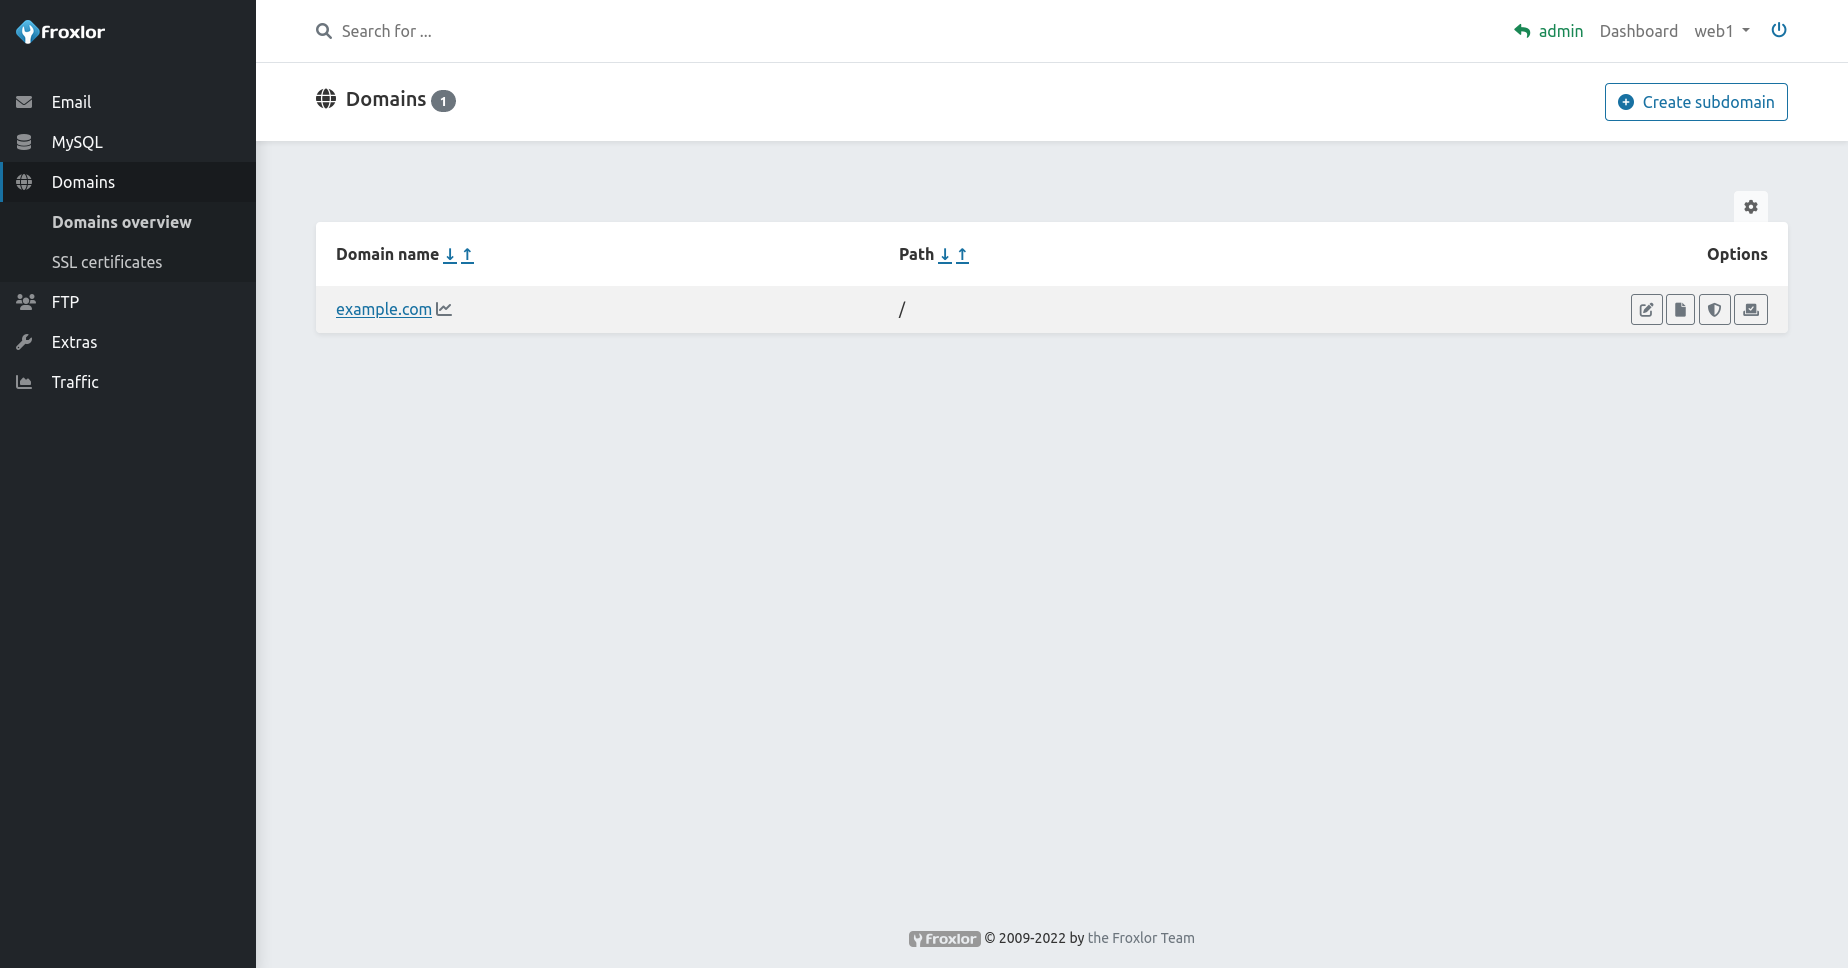 froxlor
Search for ...
admin Dashboard web1
Email
MySQL
Domains
Domains overview
SSL certificates
FTP
Extras
Traffic
Domains 1
Create subdomain
Domain name Path Options
example.com /
froxlor © 2009-2022 by the Froxlor Team